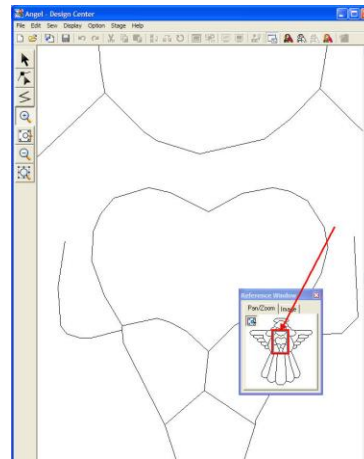 Angel - Design Center
File Edit Sew Display Option Stage Help
Reference Window
Pan/Zoom Image